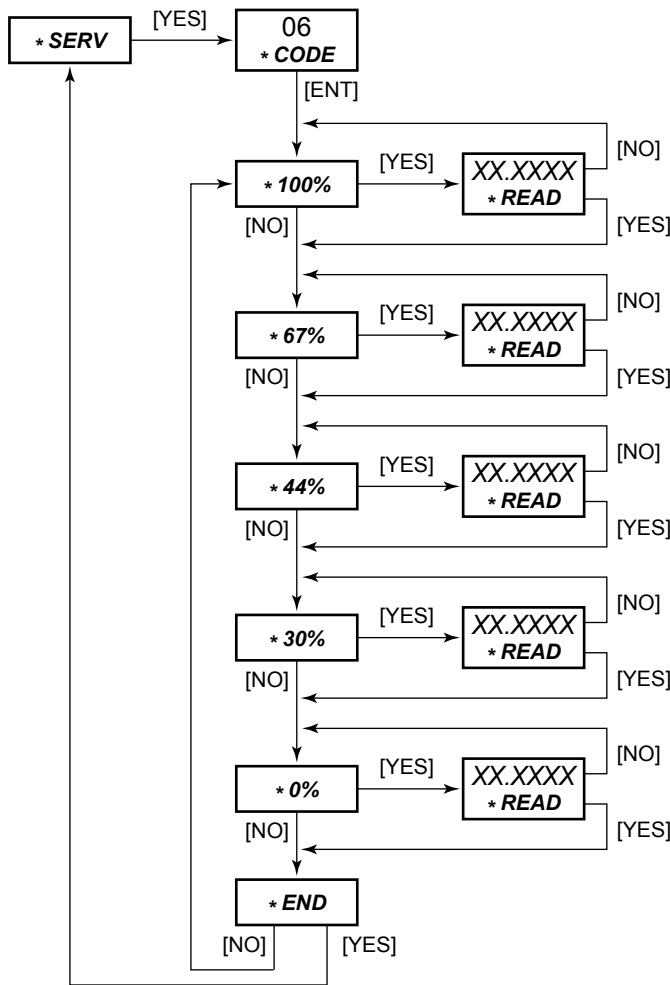 * SERV
[YES]
06
* CODE
[ENT]
* 100%
[YES]
XX.XXXX
* READ
[NO]
[YES]
[NO]
* 67%
[YES]
XX.XXXX
* READ
[NO]
[YES]
[NO]
* 44%
[YES]
XX.XXXX
* READ
[NO]
[YES]
[NO]
* 30%
[YES]
XX.XXXX
* READ
[NO]
[YES]
[NO]
* 0%
[YES]
XX.XXXX
* READ
[NO]
[YES]
[NO]
* END
[NO]
[YES]